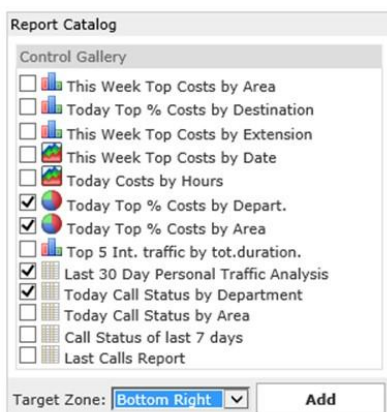 Report Catalog
Control Gallery
This Week Top Costs by Area
Today Top % Costs by Destination
This Week Top Costs by Extension
This Week Top Costs by Date
Today Costs by Hours
Today Top % Costs by Depart.
Today Top % Costs by Area
Top 5 Int. traffic by tot.duration.
Last 30 Day Personal Traffic Analysis
Today Call Status by Department
Today Call Status by Area
Call Status of last 7 days
Last Calls Report
Target Zone: Bottom Right Add